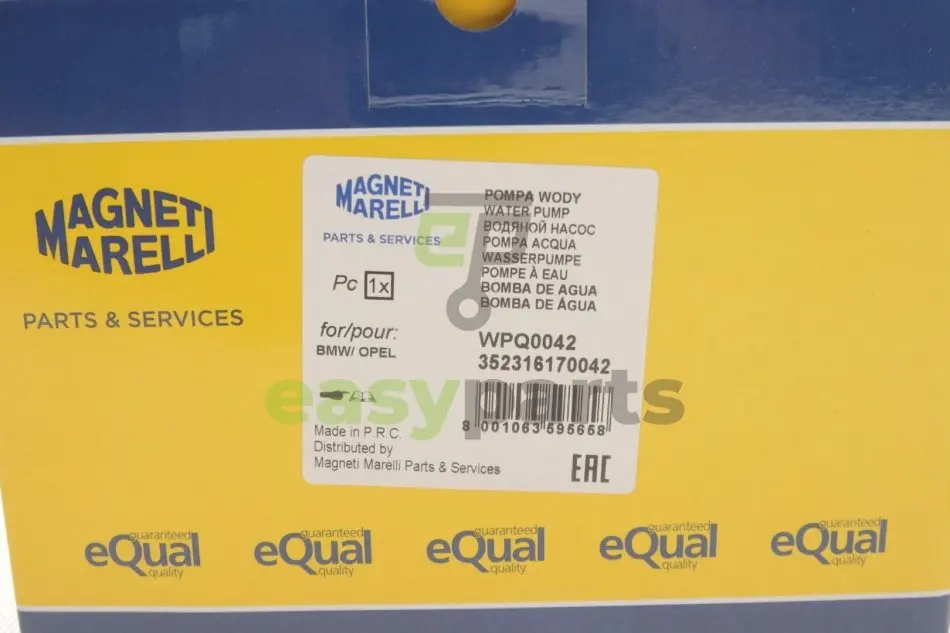 MAGNETI
MARELLI
PARTS & SERVICES
MAGNETI
MARELLI
PARTS & SERVICES
Pc 1x
for/pour:
BMW/ OPEL
Made in P.R.C.
Distributed by
Magneti Marelli Parts & Services
POMPA WODY
WATER PUMP
ВОДЯНОЙ НАСОС
POMPA ACQUA
WASSERPUMPE
POMPE À EAU
BOMBA DE AGUA
BOMBA DE ÁGUA
WPQ0042
352316170042
8 001063 595658
EAC
ep
easyparts
guaranteed
eQual
quality
guaranteed
eQual
quality
guaranteed
eQual
quality
guaranteed
eQual
quality
guaranteed
eQual
quality